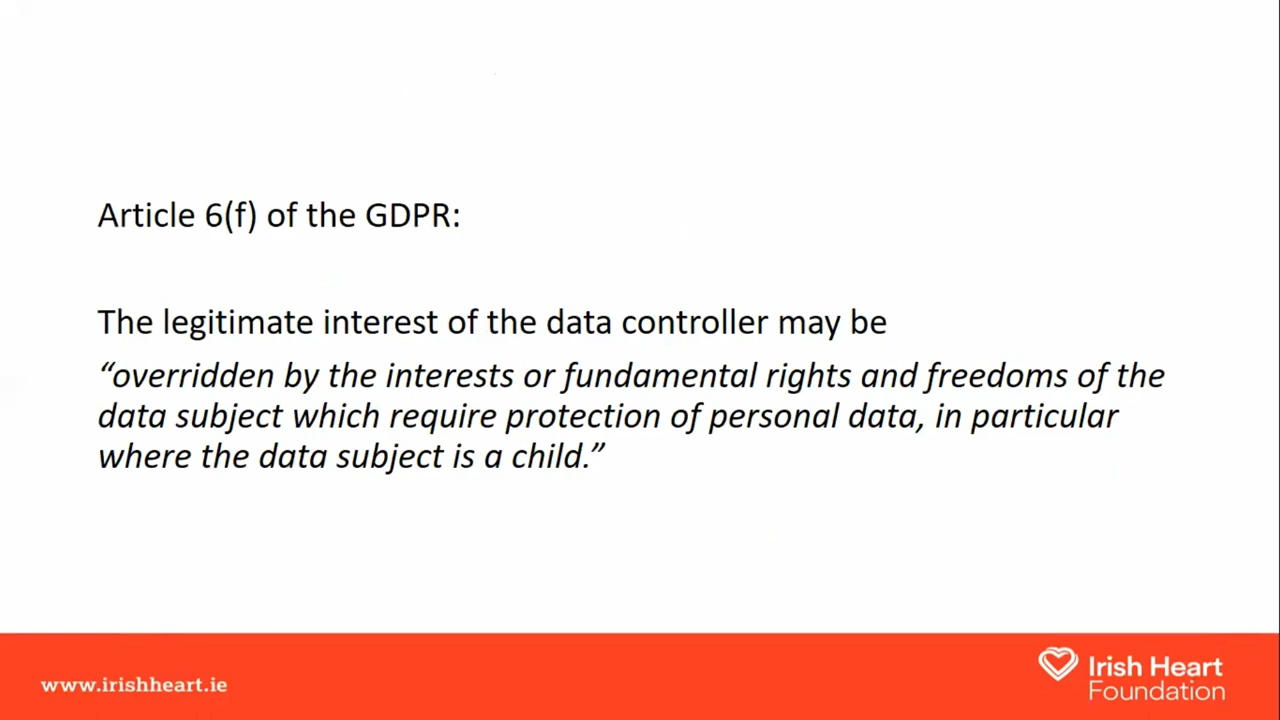 Article 6(f) of the GDPR:
The legitimate interest of the data controller may be
“overridden by the interests or fundamental rights and freedoms of the
data subject which require protection of personal data, in particular
where the data subject is a child.”
www.irishheart.ie
Irish Heart
Foundation